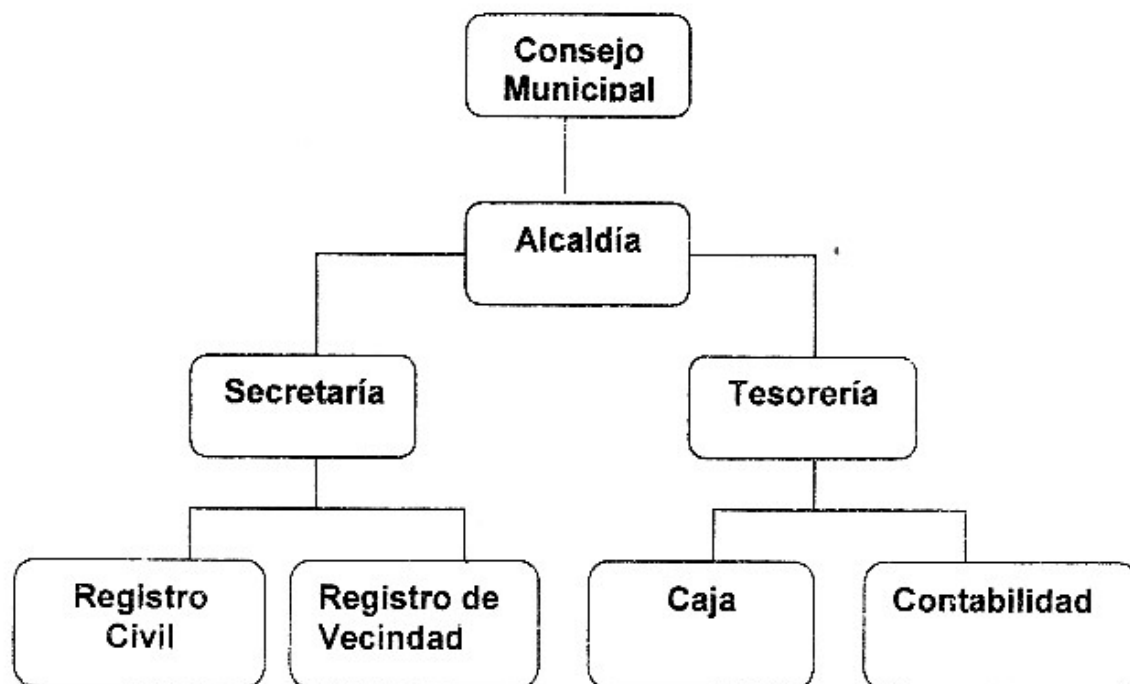 Consejo
Municipal
Alcaldía
Secretaría
Tesorería
Registro
Civil
Registro de
Vecindad
Caja
Contabilidad